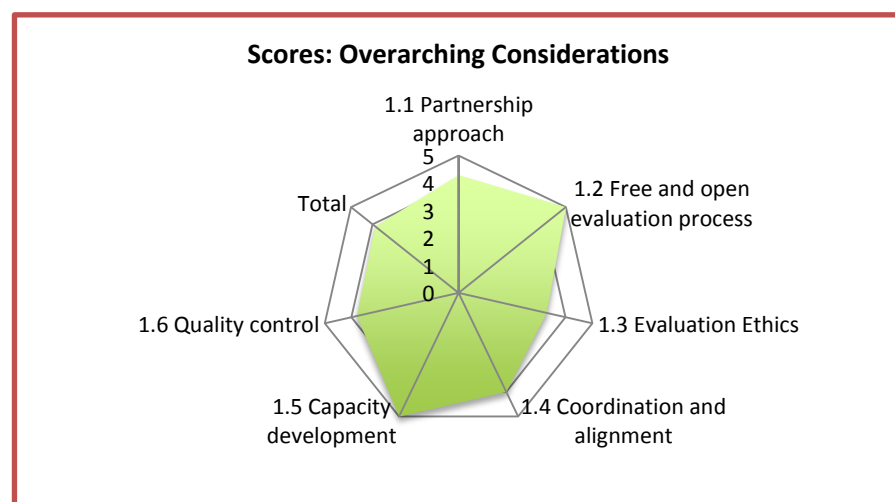 Scores: Overarching Considerations
1.1 Partnership
approach
5
4
3
2
1
0
1.2 Free and open
evaluation process
1.3 Evaluation Ethics
1.4 Coordination and
alignment
1.5 Capacity
development
1.6 Quality control
Total